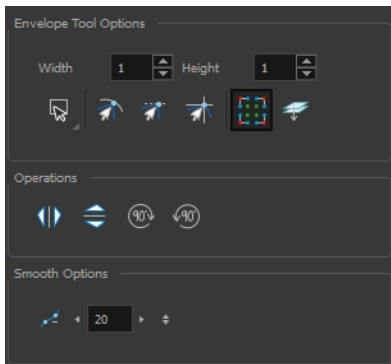 Envelope Tool Options
Width 1 Height 1
Operations
90 90
Smooth Options
20